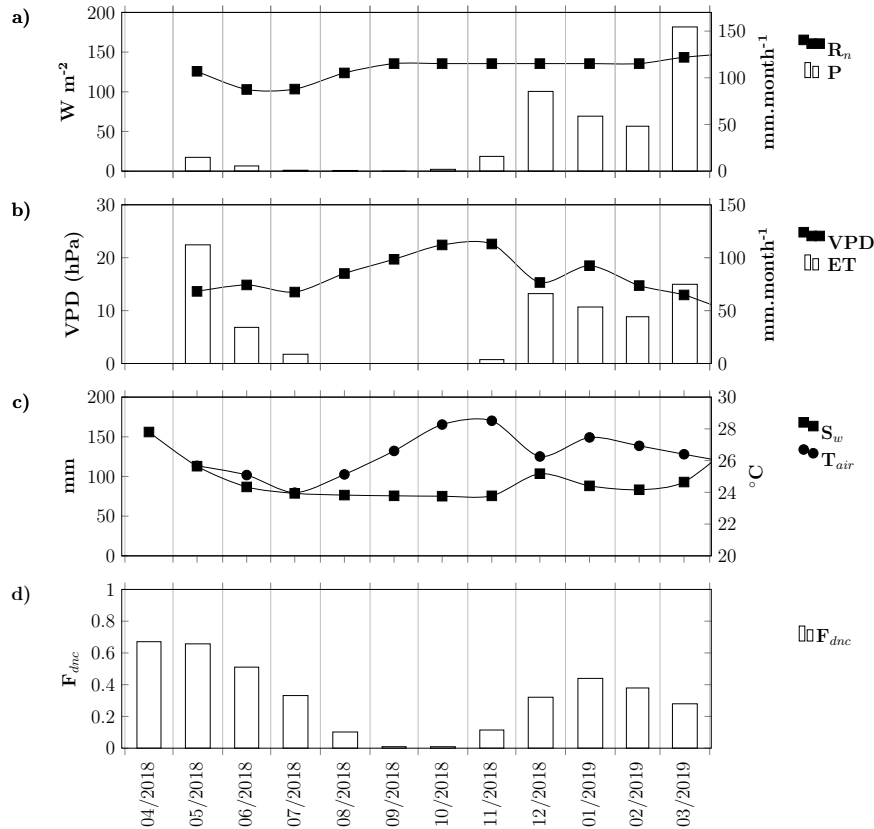 a)
200
150
100
50
0
W m-2
150
100
50
0
mm.month-1
Rn
P
b)
30
20
10
0
VPD (hPa)
150
100
50
0
mm.month-1
VPD
ET
c)
200
150
100
50
0
mm
30
28
26
24
22
20
°C
Sw
Tair
d)
1
0.8
0.6
0.4
0.2
0
Fdnc
Fdnc
04/2018
05/2018
06/2018
07/2018
08/2018
09/2018
10/2018
11/2018
12/2018
01/2019
02/2019
03/2019